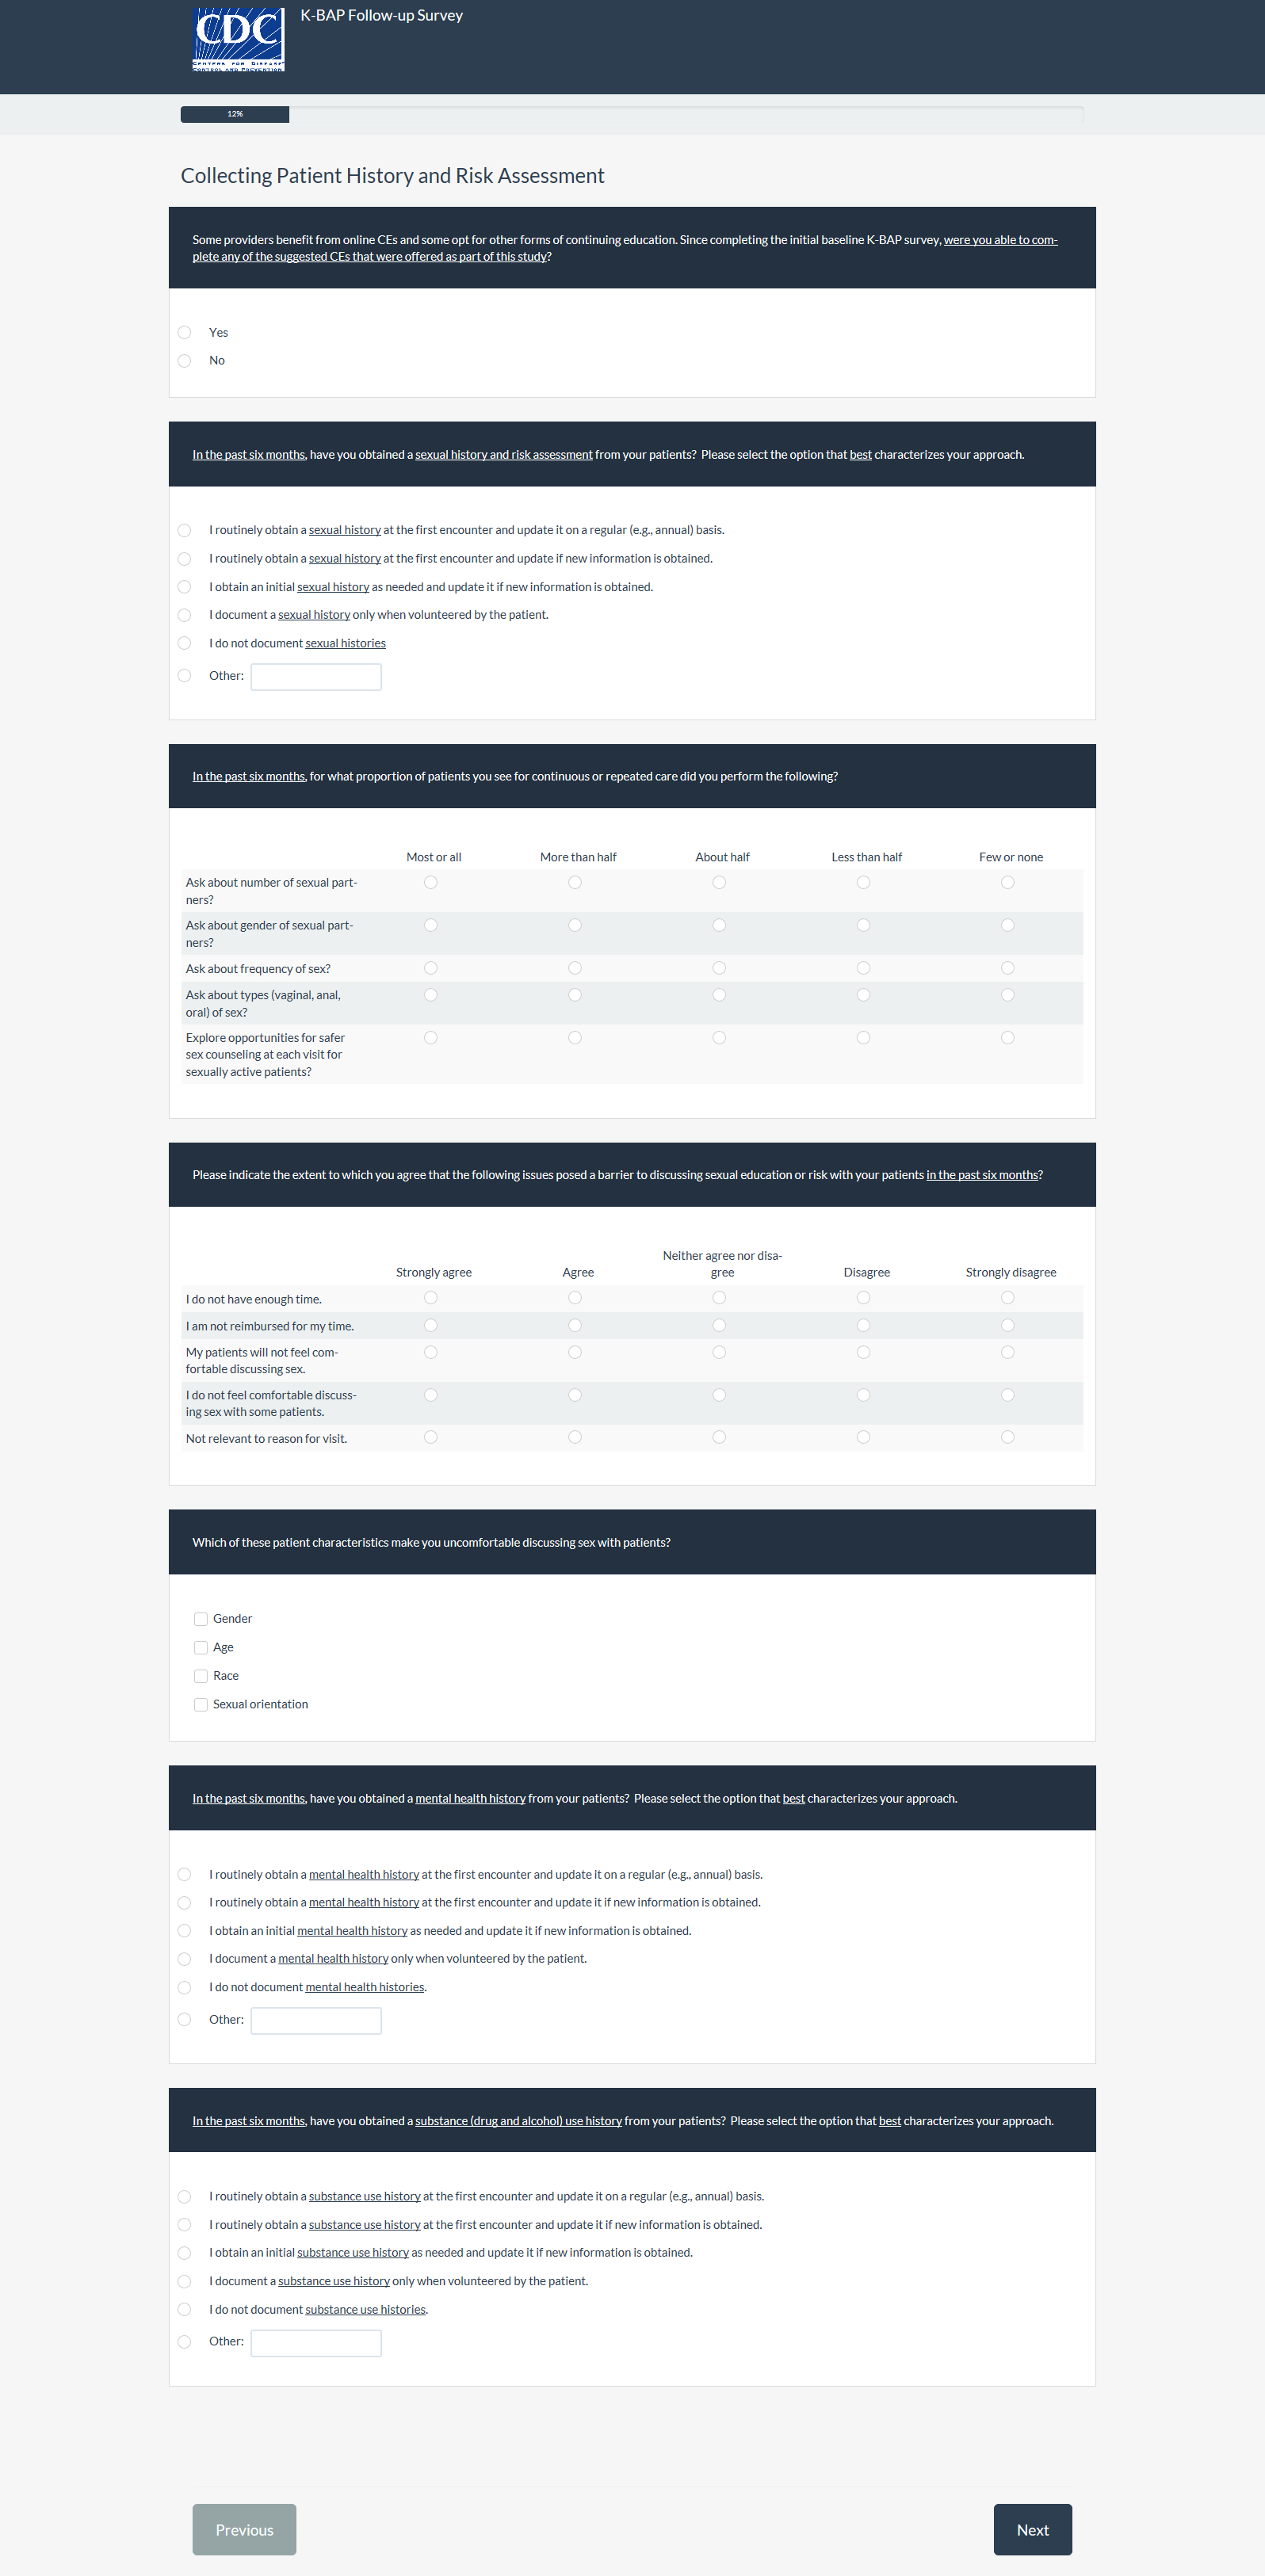 CDC
CENTERS FOR DISEASE
CONTROL AND PREVENTION
K-BAP Follow-up Survey
12%
Collecting Patient History and Risk Assessment
Some providers benefit from online CEs and some opt for other forms of continuing education. Since completing the initial baseline K-BAP survey, were you able to com-
plete any of the suggested CEs that were offered as part of this study?
Yes
No
In the past six months, have you obtained a sexual history and risk assessment from your patients? Please select the option that best characterizes your approach.
I routinely obtain a sexual history at the first encounter and update it on a regular (e.g., annual) basis.
I routinely obtain a sexual history at the first encounter and update if new information is obtained.
I obtain an initial sexual history as needed and update it if new information is obtained.
I document a sexual history only when volunteered by the patient.
I do not document sexual histories
Other:
In the past six months, for what proportion of patients you see for continuous or repeated care did you perform the following?
Most or all More than half About half Less than half Few or none
Ask about number of sexual part-
ners?
Ask about gender of sexual part-
ners?
Ask about frequency of sex?
Ask about types (vaginal, anal,
oral) of sex?
Explore opportunities for safer
sex counseling at each visit for
sexually active patients?
Please indicate the extent to which you agree that the following issues posed a barrier to discussing sexual education or risk with your patients in the past six months?
Neither agree nor disa-
Strongly agree Agree gree Disagree Strongly disagree
I do not have enough time.
I am not reimbursed for my time.
My patients will not feel com-
fortable discussing sex.
I do not feel comfortable discuss-
ing sex with some patients.
Not relevant to reason for visit.
Which of these patient characteristics make you uncomfortable discussing sex with patients?
Gender
Age
Race
Sexual orientation
In the past six months, have you obtained a mental health history from your patients? Please select the option that best characterizes your approach.
I routinely obtain a mental health history at the first encounter and update it on a regular (e.g., annual) basis.
I routinely obtain a mental health history at the first encounter and update it if new information is obtained.
I obtain an initial mental health history as needed and update it if new information is obtained.
I document a mental health history only when volunteered by the patient.
I do not document mental health histories.
Other:
In the past six months, have you obtained a substance (drug and alcohol) use history from your patients? Please select the option that best characterizes your approach.
I routinely obtain a substance use history at the first encounter and update it on a regular (e.g., annual) basis.
I routinely obtain a substance use history at the first encounter and update it if new information is obtained.
I obtain an initial substance use history as needed and update it if new information is obtained.
I document a substance use history only when volunteered by the patient.
I do not document substance use histories.
Other:
Previous Next